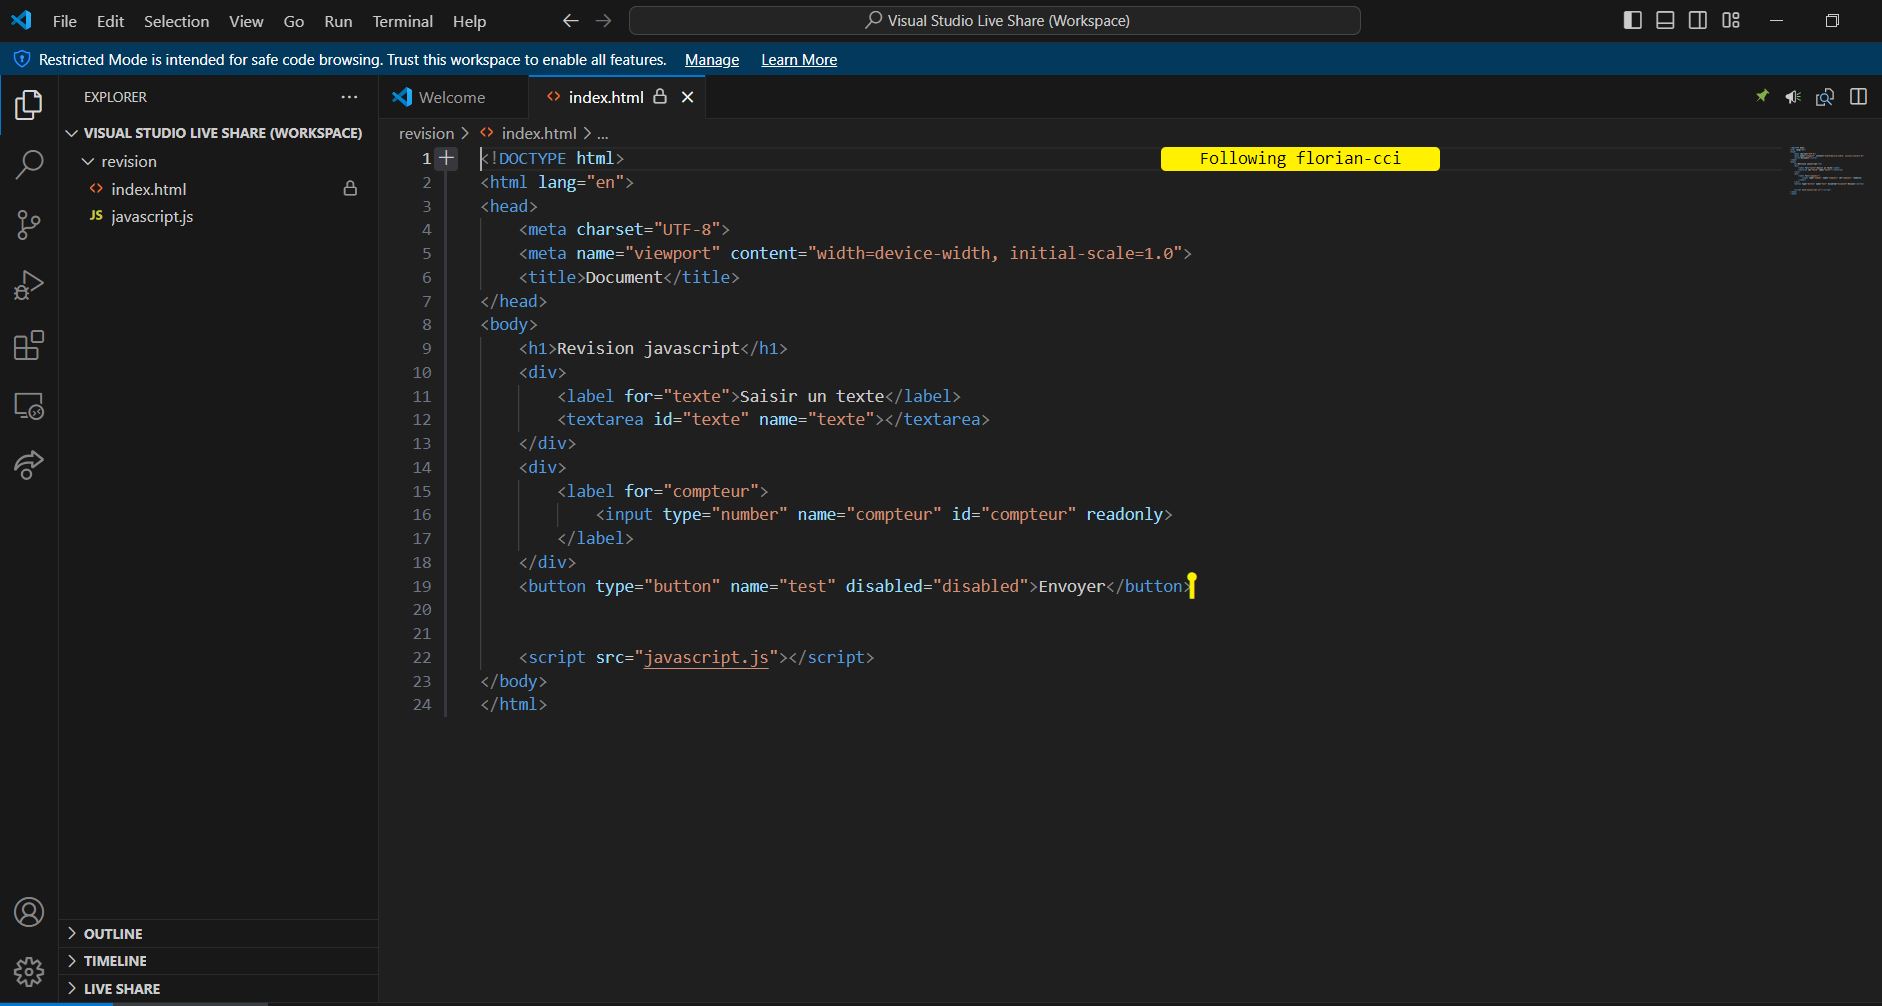 File Edit Selection View Go Run Terminal Help
Visual Studio Live Share (Workspace)
Restricted Mode is intended for safe code browsing. Trust this workspace to enable all features. Manage Learn More
EXPLORER
VISUAL STUDIO LIVE SHARE (WORKSPACE)
revision
index.html
JS javascript.js
OUTLINE
TIMELINE
LIVE SHARE
Welcome
index.html
revision > index.html > ...
Following florian-cci
1 <!DOCTYPE html>
2 <html lang="en">
3 <head>
4 <meta charset="UTF-8">
5 <meta name="viewport" content="width=device-width, initial-scale=1.0">
6 <title>Document</title>
7 </head>
8 <body>
9 <h1>Revision javascript</h1>
10 <div>
11 <label for="texte">Saisir un texte</label>
12 <textarea id="texte" name="texte"></textarea>
13 </div>
14 <div>
15 <label for="compteur">
16 <input type="number" name="compteur" id="compteur" readonly>
17 </label>
18 </div>
19 <button type="button" name="test" disabled="disabled">Envoyer</button>
20
21
22 <script src="javascript.js"></script>
23 </body>
24 </html>